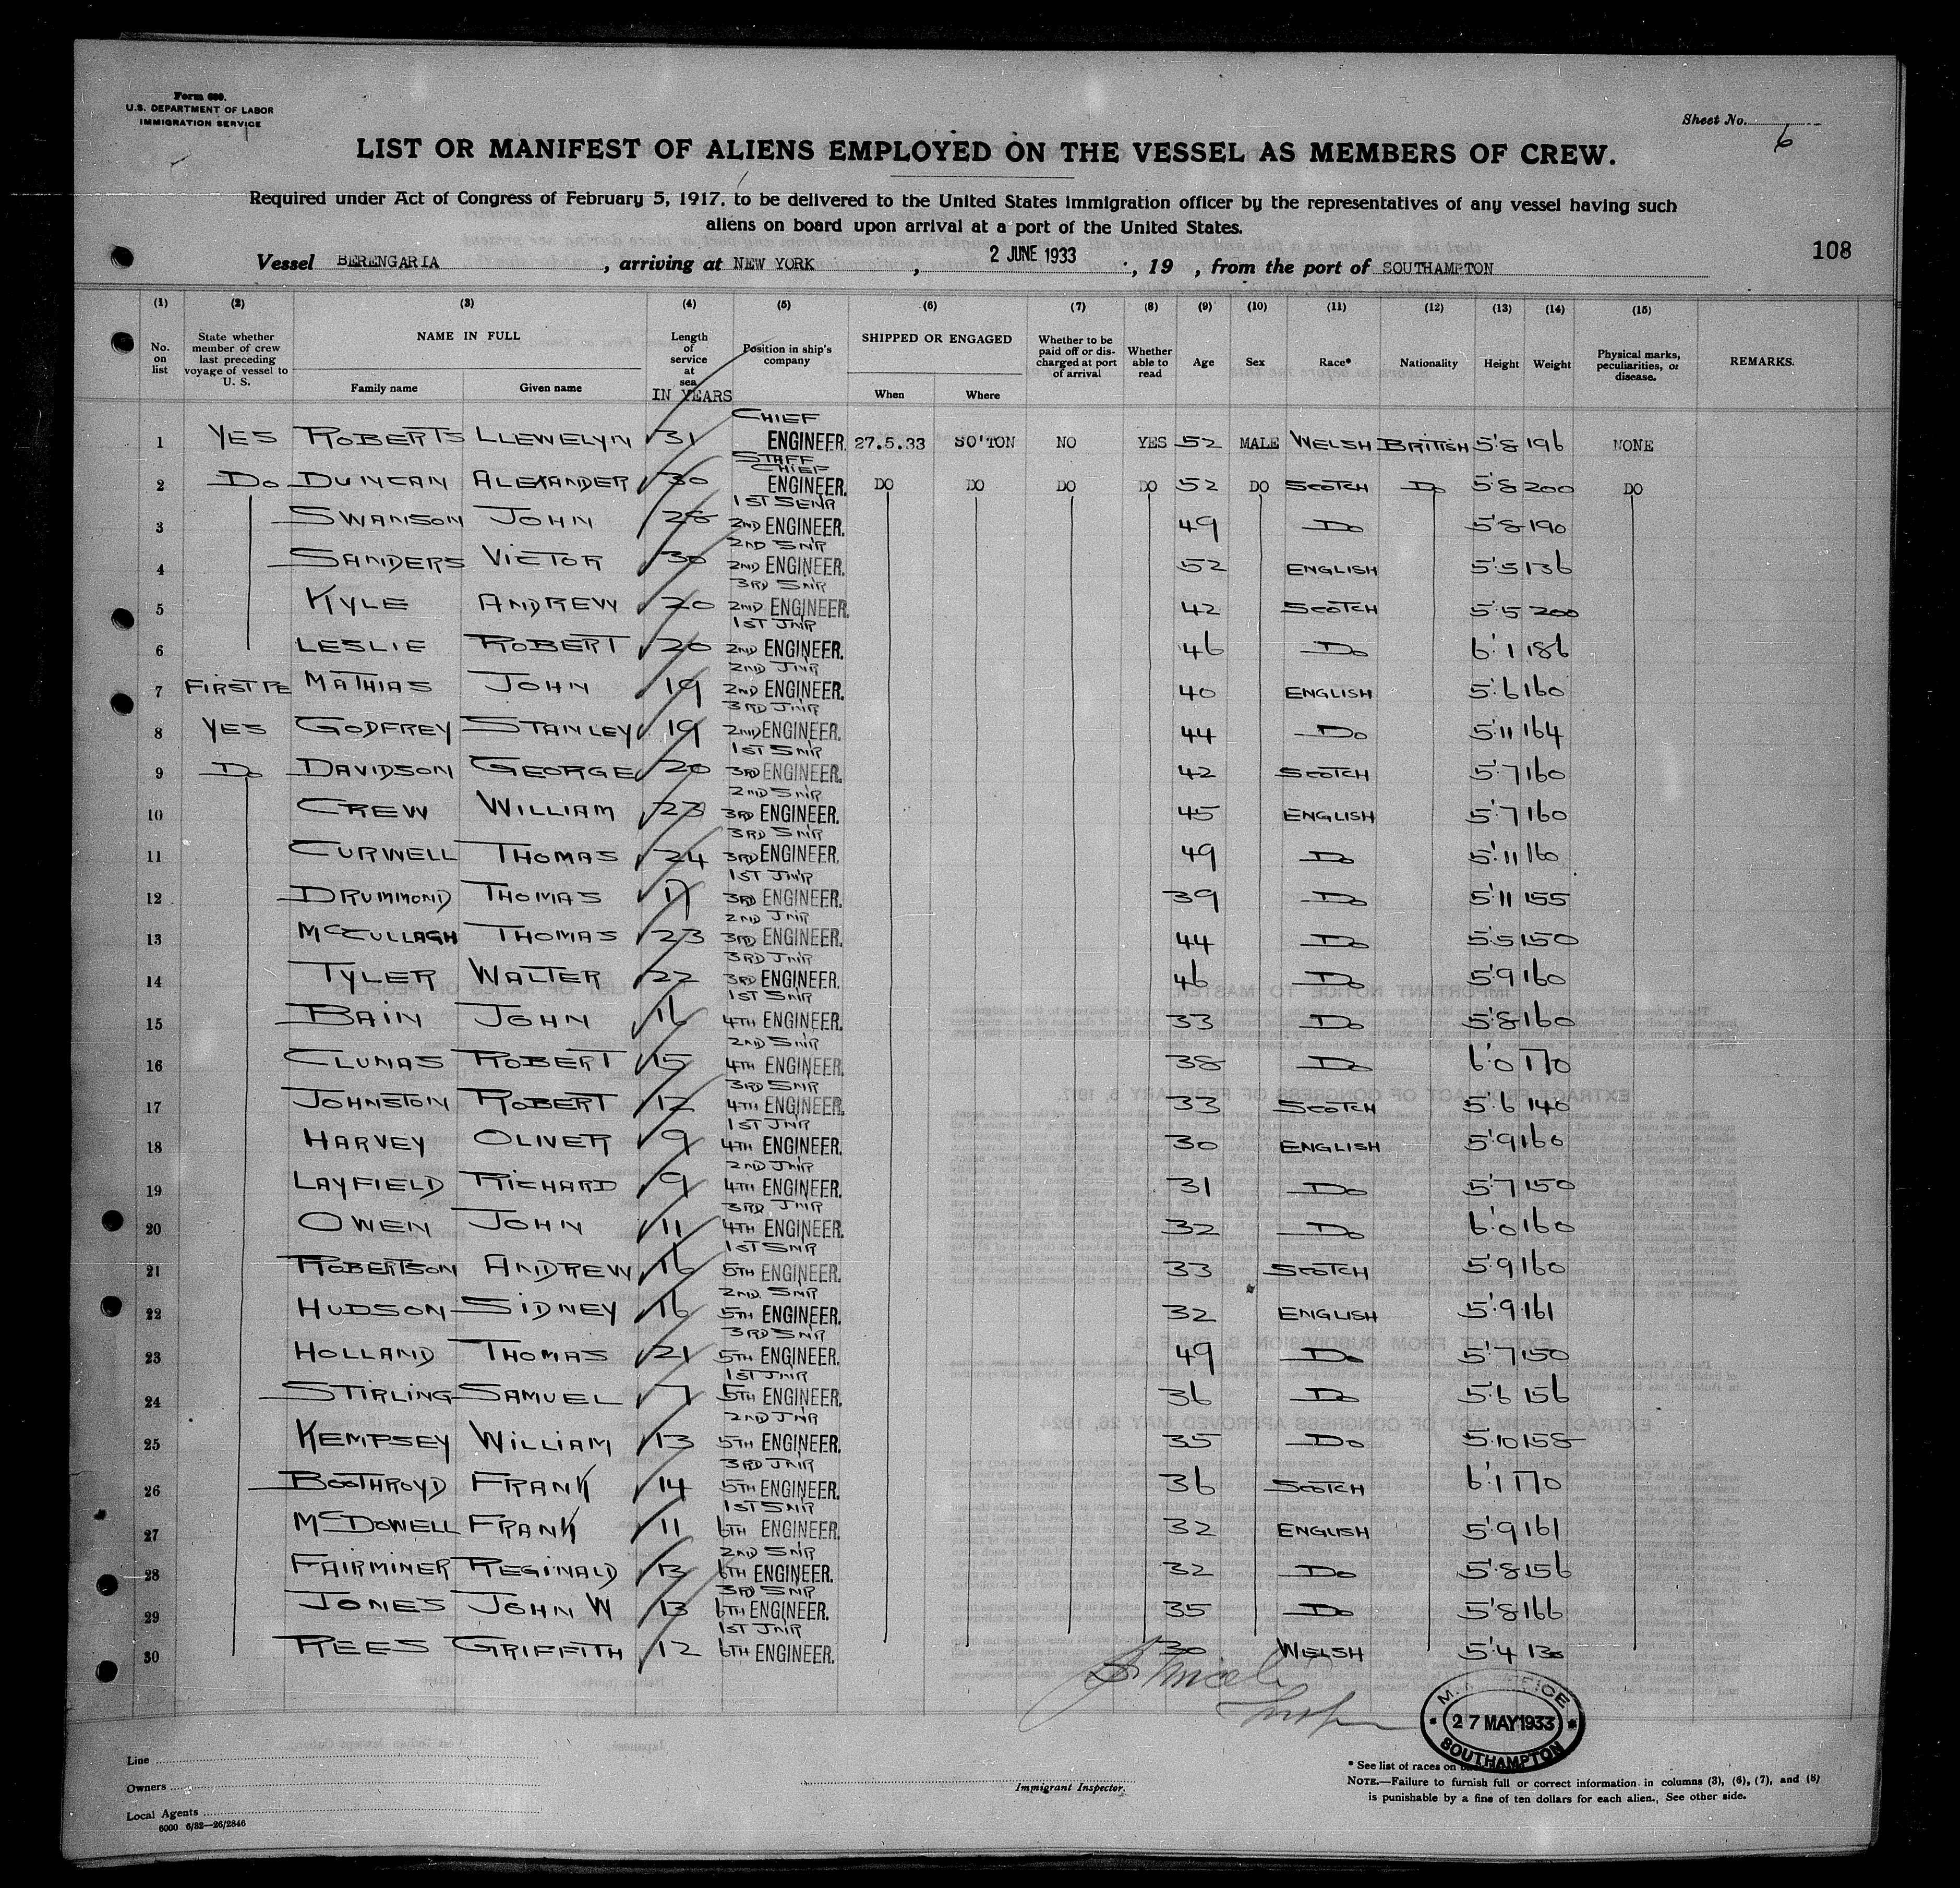 Form 680.
U.S. DEPARTMENT OF LABOR
IMMIGRATION SERVICE
Sheet No. 6
LIST OR MANIFEST OF ALIENS EMPLOYED ON THE VESSEL AS MEMBERS OF CREW.
Required under Act of Congress of February 5, 1917, to be delivered to the United States immigration officer by the representatives of any vessel having such
aliens on board upon arrival at a port of the United States.
108
Vessel BERENGARIA, arriving at NEW YORK, 2 JUNE 1933, 19 , from the port of SOUTHAMPTON
(1) (2) (3) (4) (5) (6) (7) (8) (9) (10) (11) (12) (13) (14) (15)
No. on list | State whether member of crew last preceding voyage of vessel to U. S. | NAME IN FULL | Family name | Given name | Length of service at sea IN YEARS | Position in ship's company | SHIPPED OR ENGAGED | When | Where | Whether to be paid off or discharged at port of arrival | Whether able to read | Age | Sex | Race* | Nationality | Height | Weight | Physical marks, peculiarities, or disease. | REMARKS.
1 YES ROBERTS LLEWELYN 31 CHIEF ENGINEER. 27.5.33 SO'TON NO YES 52 MALE WELSH BRITISH 5'8 196 NONE
2 DO DUNCAN ALEXANDER 30 STAFF CHIEF ENGINEER. DO DO DO DO 52 DO SCOTCH DO 5'8 200 DO
3 SWANSON JOHN 28 1ST SENR 2ND ENGINEER. 49 DO 5'8 190
4 SANDERS VICTOR 30 2ND SNR 2ND ENGINEER. 52 ENGLISH 5'5 136
5 KYLE ANDREW 20 3RD SNR 2ND ENGINEER. 42 SCOTCH 5'5 200
6 LESLIE ROBERT 20 1ST JNR 2ND ENGINEER. 46 DO 6'1 186
7 FIRST PE MATHIAS JOHN 19 2ND JNR 2ND ENGINEER. 40 ENGLISH 5'6 160
8 YES GODFREY STANLEY 19 3RD JNR 2ND ENGINEER. 44 DO 5'11 164
9 DO DAVIDSON GEORGE 20 1ST SNR 3RD ENGINEER. 42 SCOTCH 5'7 160
10 CREW WILLIAM 23 2ND SNR 3RD ENGINEER. 45 ENGLISH 5'7 160
11 CURWELL THOMAS 24 3RD SNR 3RD ENGINEER. 49 DO 5'11 160
12 DRUMMOND THOMAS 17 1ST JNR 3RD ENGINEER. 39 DO 5'11 155
13 McCULLAGH THOMAS 23 2ND JNR 3RD ENGINEER. 44 DO 5'5 150
14 TYLER WALTER 22 3RD JNR 3RD ENGINEER. 46 DO 5'9 160
15 BAIN JOHN 16 1ST SNR 4TH ENGINEER. 33 DO 5'8 160
16 CLUMAS ROBERT 15 2ND SNR 4TH ENGINEER. 38 DO 6'0 170
17 JOHNSTON ROBERT 12 3RD SNR 4TH ENGINEER. 33 SCOTCH 5'6 140
18 HARVEY OLIVER 9 1ST JNR 4TH ENGINEER. 30 ENGLISH 5'9 160
19 LAYFIELD RICHARD 9 2ND JNR 4TH ENGINEER. 31 DO 5'7 150
20 OWEN JOHN 11 3RD JNR 4TH ENGINEER. 32 DO 6'0 160
21 ROBERTSON ANDREW 16 1ST SNR 5TH ENGINEER. 33 SCOTCH 5'9 160
22 HUDSON SIDNEY 16 2ND SNR 5TH ENGINEER. 32 ENGLISH 5'9 161
23 HOLLAND THOMAS 21 3RD SNR 5TH ENGINEER. 49 DO 5'7 150
24 STIRLING SAMUEL 7 1ST JNR 5TH ENGINEER. 36 DO 5'6 156
25 KEMPSEY WILLIAM 13 2ND JNR 5TH ENGINEER. 35 DO 5'10 158
26 BOOTHROYD FRANK 14 3RD JNR 5TH ENGINEER. 36 SCOTCH 6'1 170
27 McDOWELL FRANK 11 1ST SNR 6TH ENGINEER. 32 ENGLISH 5'9 161
28 FAIRMINER REGINALD 13 2ND SNR 6TH ENGINEER. 32 DO 5'8 156
29 JONES JOHN W 13 3RD SNR 6TH ENGINEER. 35 DO 5'8 166
30 REES GRIFFITH 12 1ST JNR 6TH ENGINEER. 30 WELSH 5'4 130
27 MAY 1933
SOUTHAMPTON
Line
Owners
Local Agents
6000 6/32—26/2846
Immigrant Inspector.
* See list of races on
NOTE.—Failure to furnish full or correct information in columns (3), (6), (7), and (8)
is punishable by a fine of ten dollars for each alien., See other side.